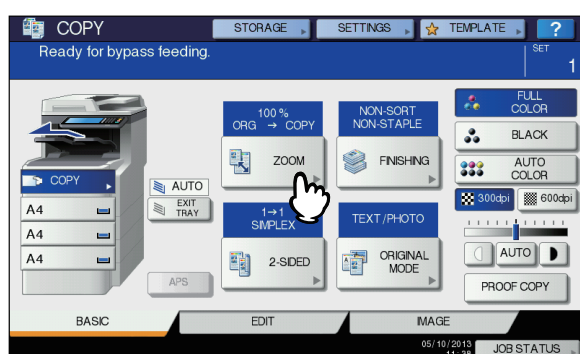 COPY
STORAGE
SETTINGS
TEMPLATE
?
Ready for bypass feeding.
SET
1
100 %
ORG → COPY
ZOOM
NON-SORT
NON-STAPLE
FINISHING
FULL
COLOR
BLACK
AUTO
COLOR
300dpi
600dpi
COPY
A4
A4
A4
AUTO
EXIT
TRAY
APS
1→1
SIMPLEX
2-SIDED
TEXT/PHOTO
ORIGINAL
MODE
AUTO
PROOF COPY
BASIC
EDIT
IMAGE
05/10/2013
11:38
JOB STATUS